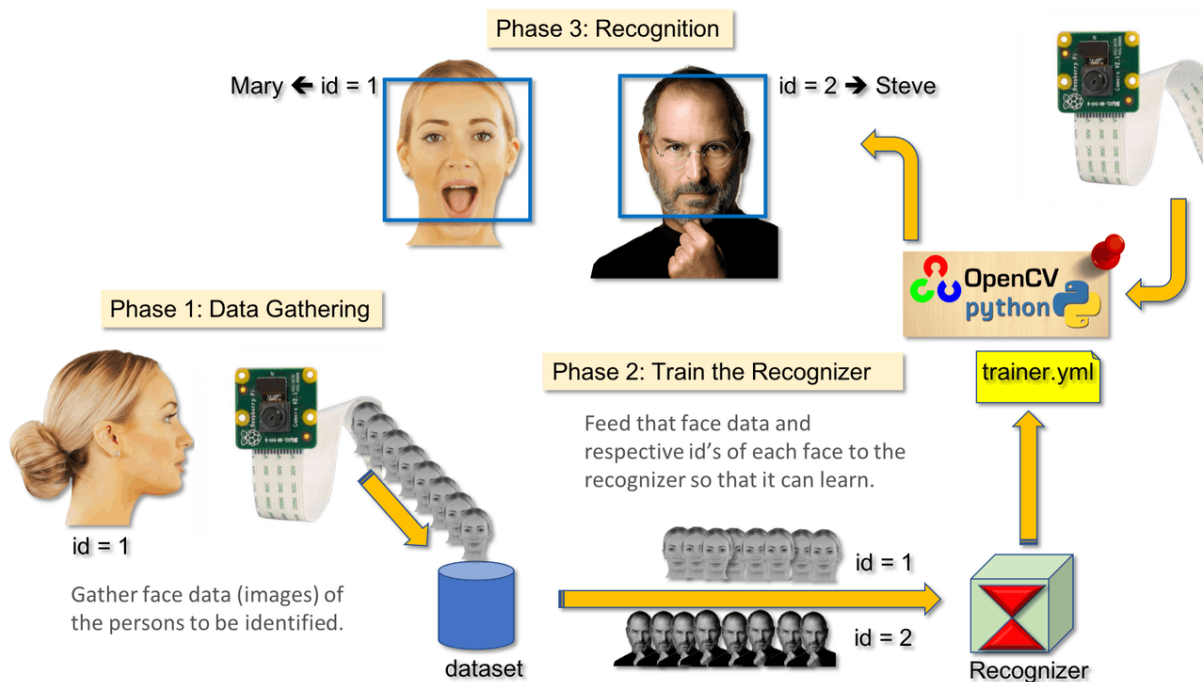 Phase 3: Recognition
Mary ← id = 1
id = 2 → Steve
OpenCV
python
Phase 1: Data Gathering
id = 1
Gather face data (images) of
the persons to be identified.
dataset
Phase 2: Train the Recognizer
Feed that face data and
respective id’s of each face to the
recognizer so that it can learn.
id = 1
id = 2
trainer.yml
Recognizer